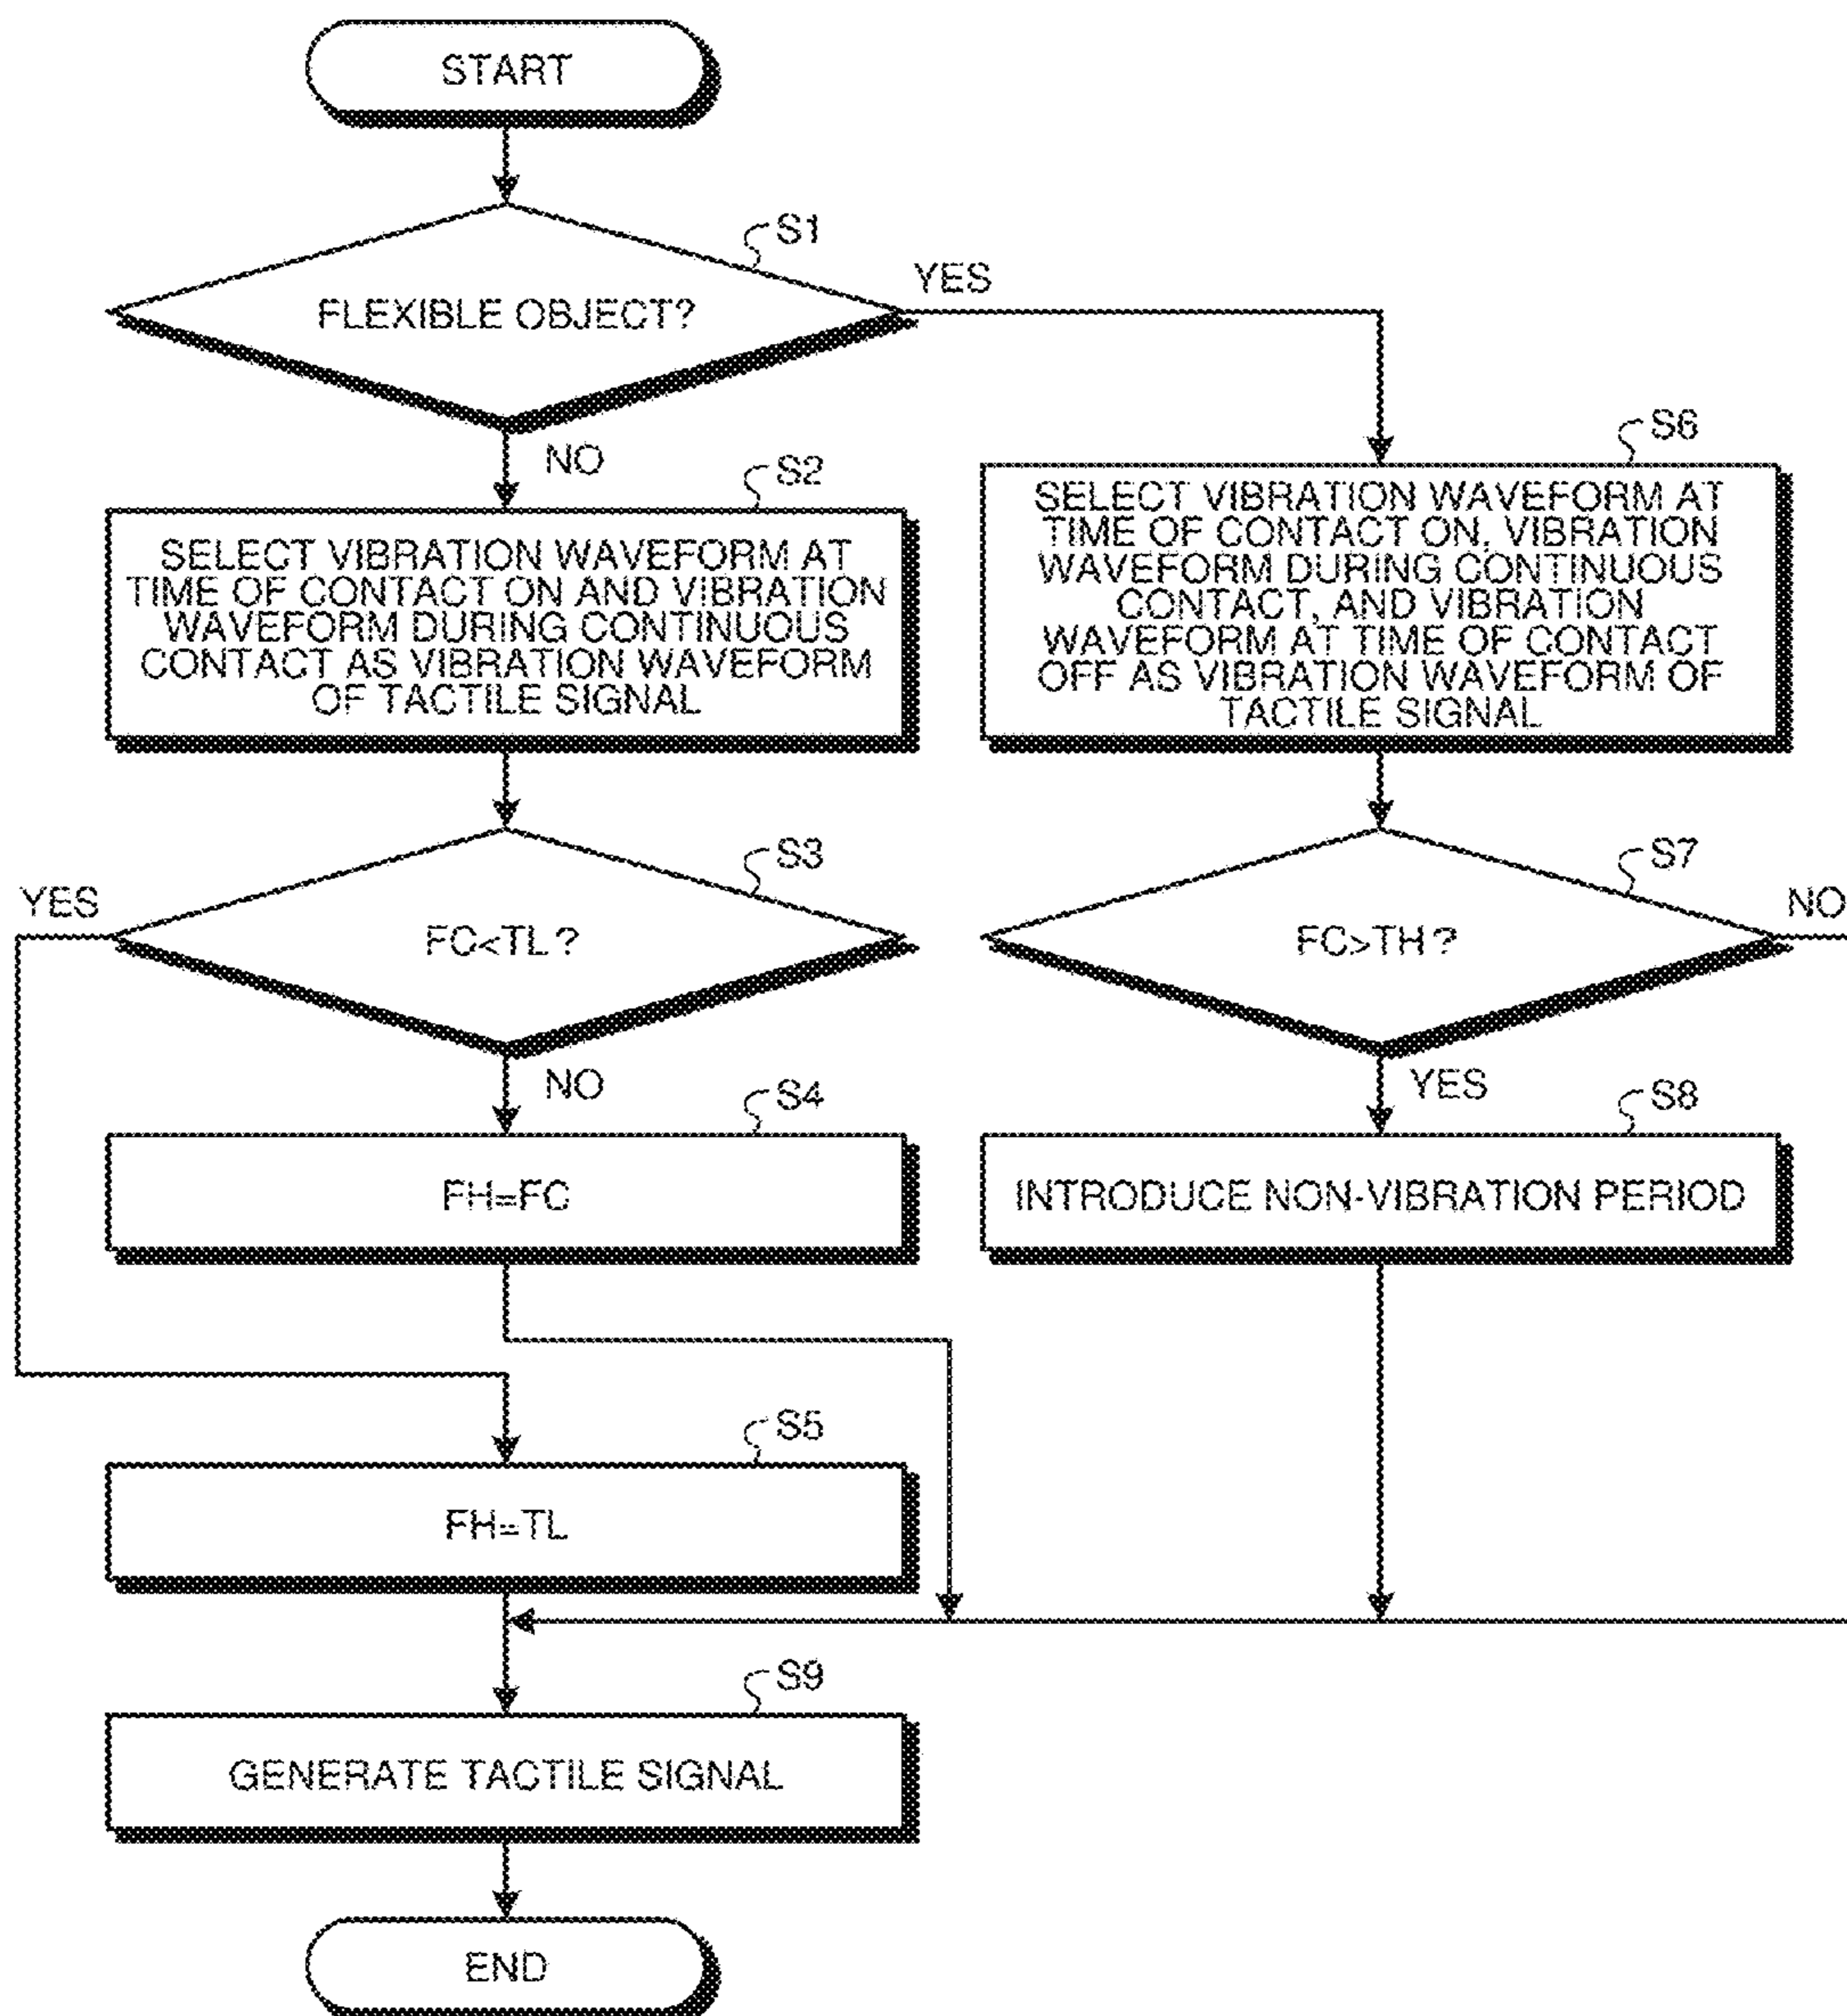 START
S1
FLEXIBLE OBJECT?
YES
NO
S2
SELECT VIBRATION WAVEFORM AT
TIME OF CONTACT ON AND VIBRATION
WAVEFORM DURING CONTINUOUS
CONTACT AS VIBRATION WAVEFORM
OF TACTILE SIGNAL
S6
SELECT VIBRATION WAVEFORM AT
TIME OF CONTACT ON, VIBRATION
WAVEFORM DURING CONTINUOUS
CONTACT, AND VIBRATION
WAVEFORM AT TIME OF CONTACT
OFF AS VIBRATION WAVEFORM OF
TACTILE SIGNAL
S3
YES
FC<TL?
NO
S7
NO
FC>TH?
YES
S4
FH=FC
S8
INTRODUCE NON-VIBRATION PERIOD
S5
FH=TL
S9
GENERATE TACTILE SIGNAL
END